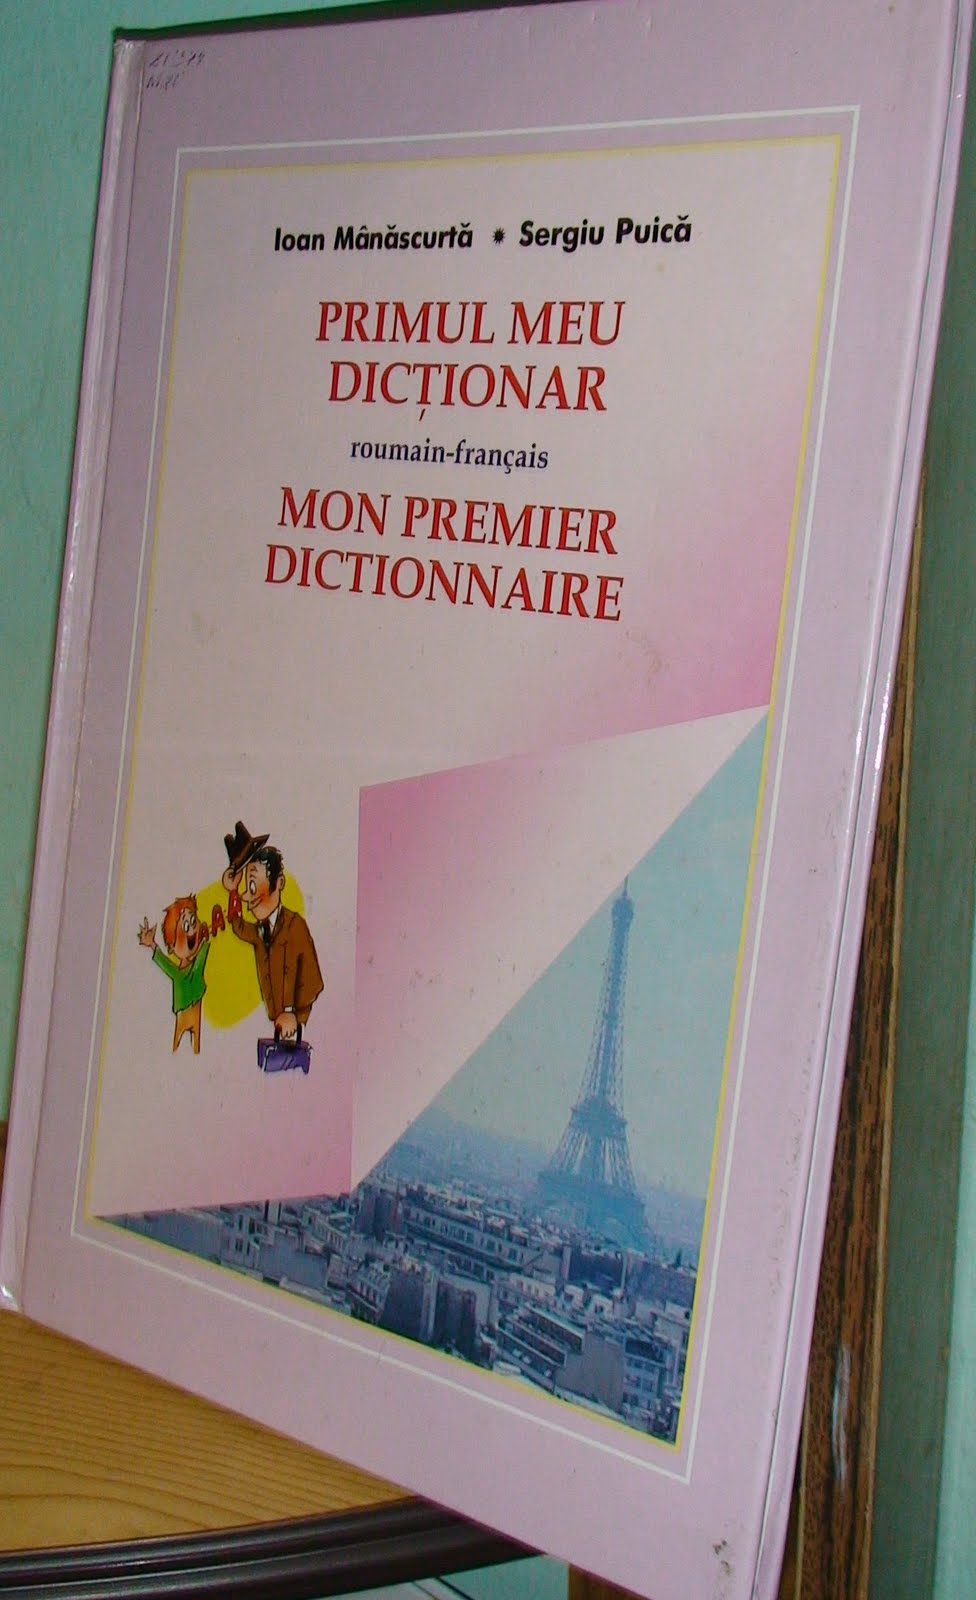 Ioan Mânăscurtă ✷ Sergiu Puică
PRIMUL MEU
DICȚIONAR
roumain-français
MON PREMIER
DICTIONNAIRE
A A A